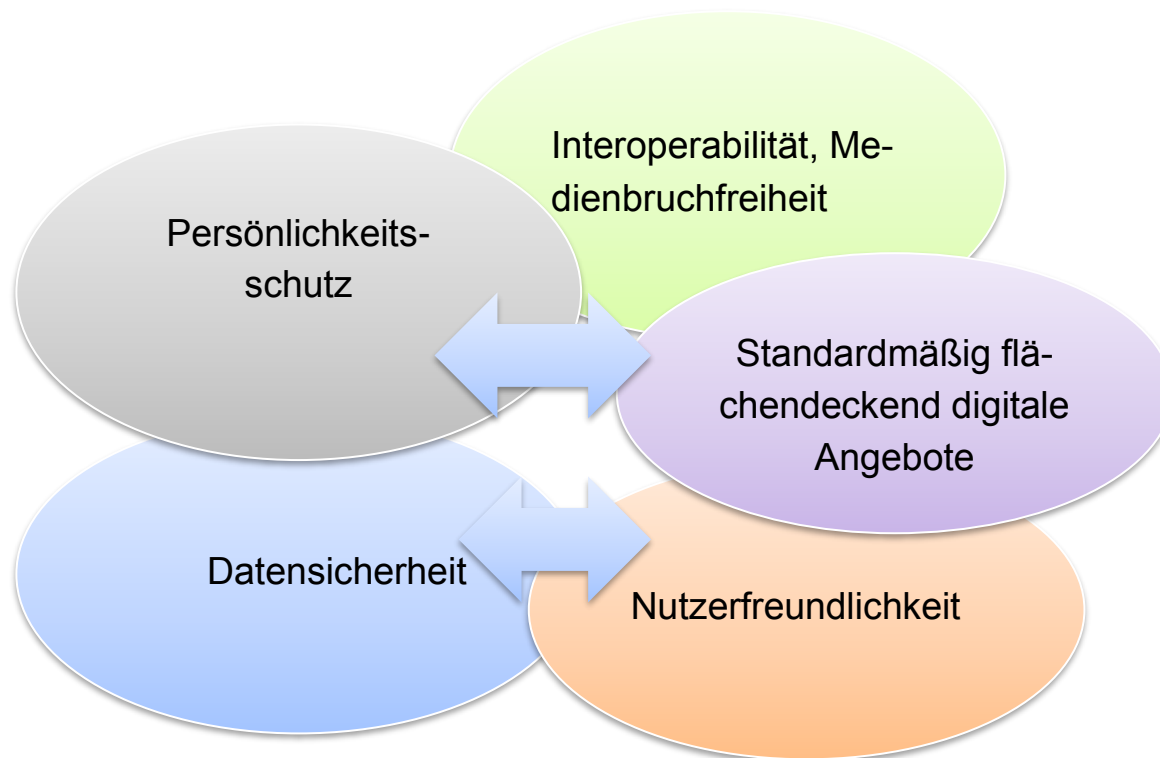 Interoperabilität, Me-
dienbruchfreiheit
Persönlichkeits-
schutz
Standardmäßig flä-
chendeckend digitale
Angebote
Datensicherheit
Nutzerfreundlichkeit